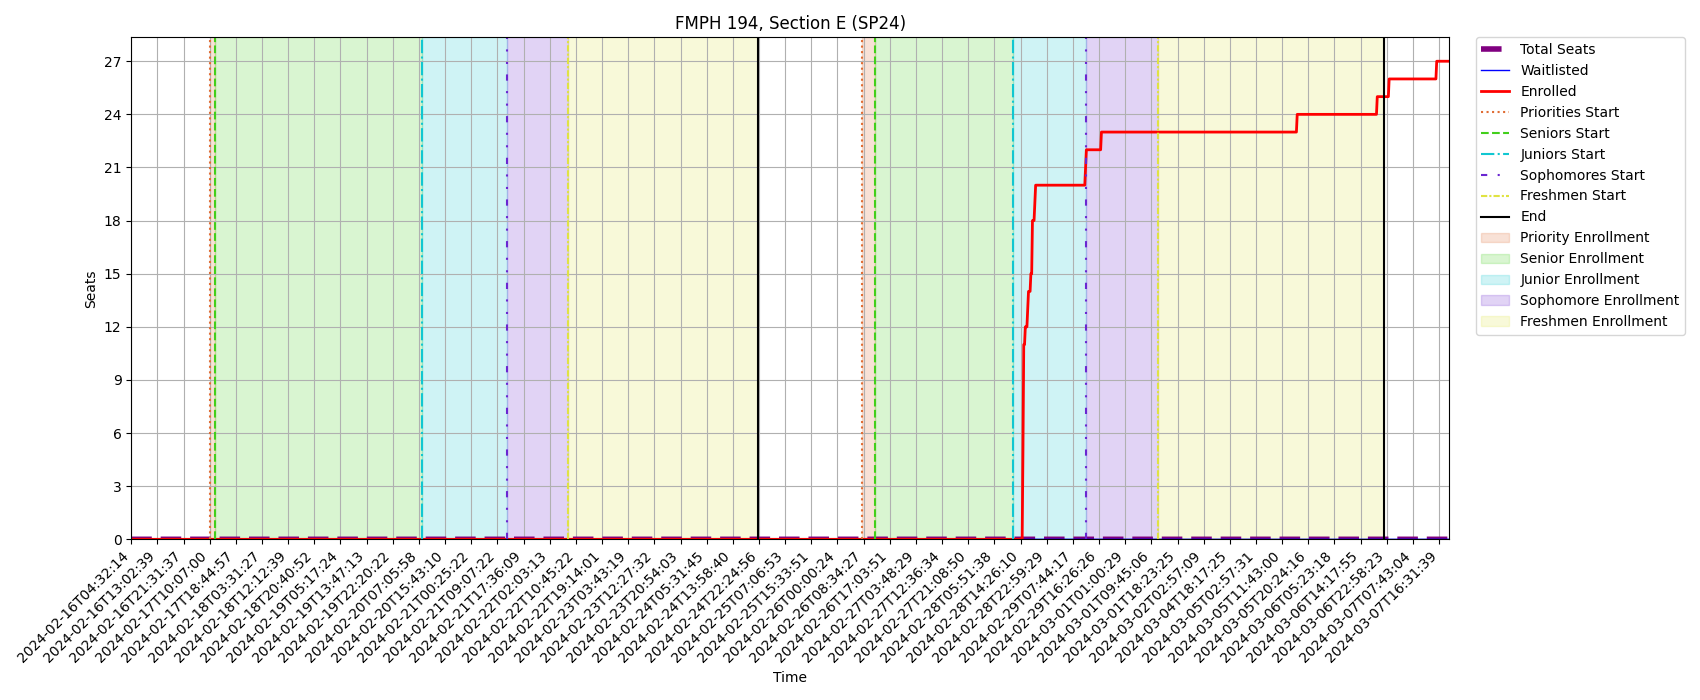 FMPH 194, Section E (SP24)
Seats
27
24
21
18
15
12
9
6
3
0
2024-02-16T04:32:14
2024-02-16T13:02:39
2024-02-16T21:31:37
2024-02-17T10:07:00
2024-02-17T18:44:57
2024-02-18T03:31:27
2024-02-18T12:12:39
2024-02-18T20:40:52
2024-02-19T05:17:24
2024-02-19T13:47:13
2024-02-19T22:20:22
2024-02-20T07:05:58
2024-02-20T15:43:10
2024-02-21T00:25:22
2024-02-21T09:07:22
2024-02-21T17:36:09
2024-02-22T02:03:13
2024-02-22T10:45:22
2024-02-22T19:14:01
2024-02-23T03:43:19
2024-02-23T12:27:32
2024-02-23T20:54:03
2024-02-24T05:31:45
2024-02-24T13:58:40
2024-02-24T22:24:56
2024-02-25T07:06:53
2024-02-25T15:33:51
2024-02-26T00:00:24
2024-02-26T08:34:27
2024-02-26T17:03:51
2024-02-27T03:48:29
2024-02-27T12:36:34
2024-02-27T21:08:50
2024-02-28T05:51:38
2024-02-28T14:26:10
2024-02-28T22:59:29
2024-02-29T07:44:17
2024-02-29T16:26:26
2024-03-01T01:00:29
2024-03-01T09:45:06
2024-03-01T18:23:25
2024-03-02T02:57:09
2024-03-04T18:17:25
2024-03-05T02:57:31
2024-03-05T11:43:00
2024-03-05T20:24:16
2024-03-06T05:23:18
2024-03-06T14:17:55
2024-03-06T22:58:23
2024-03-07T07:43:04
2024-03-07T16:31:39
Time
Total Seats
Waitlisted
Enrolled
Priorities Start
Seniors Start
Juniors Start
Sophomores Start
Freshmen Start
End
Priority Enrollment
Senior Enrollment
Junior Enrollment
Sophomore Enrollment
Freshmen Enrollment